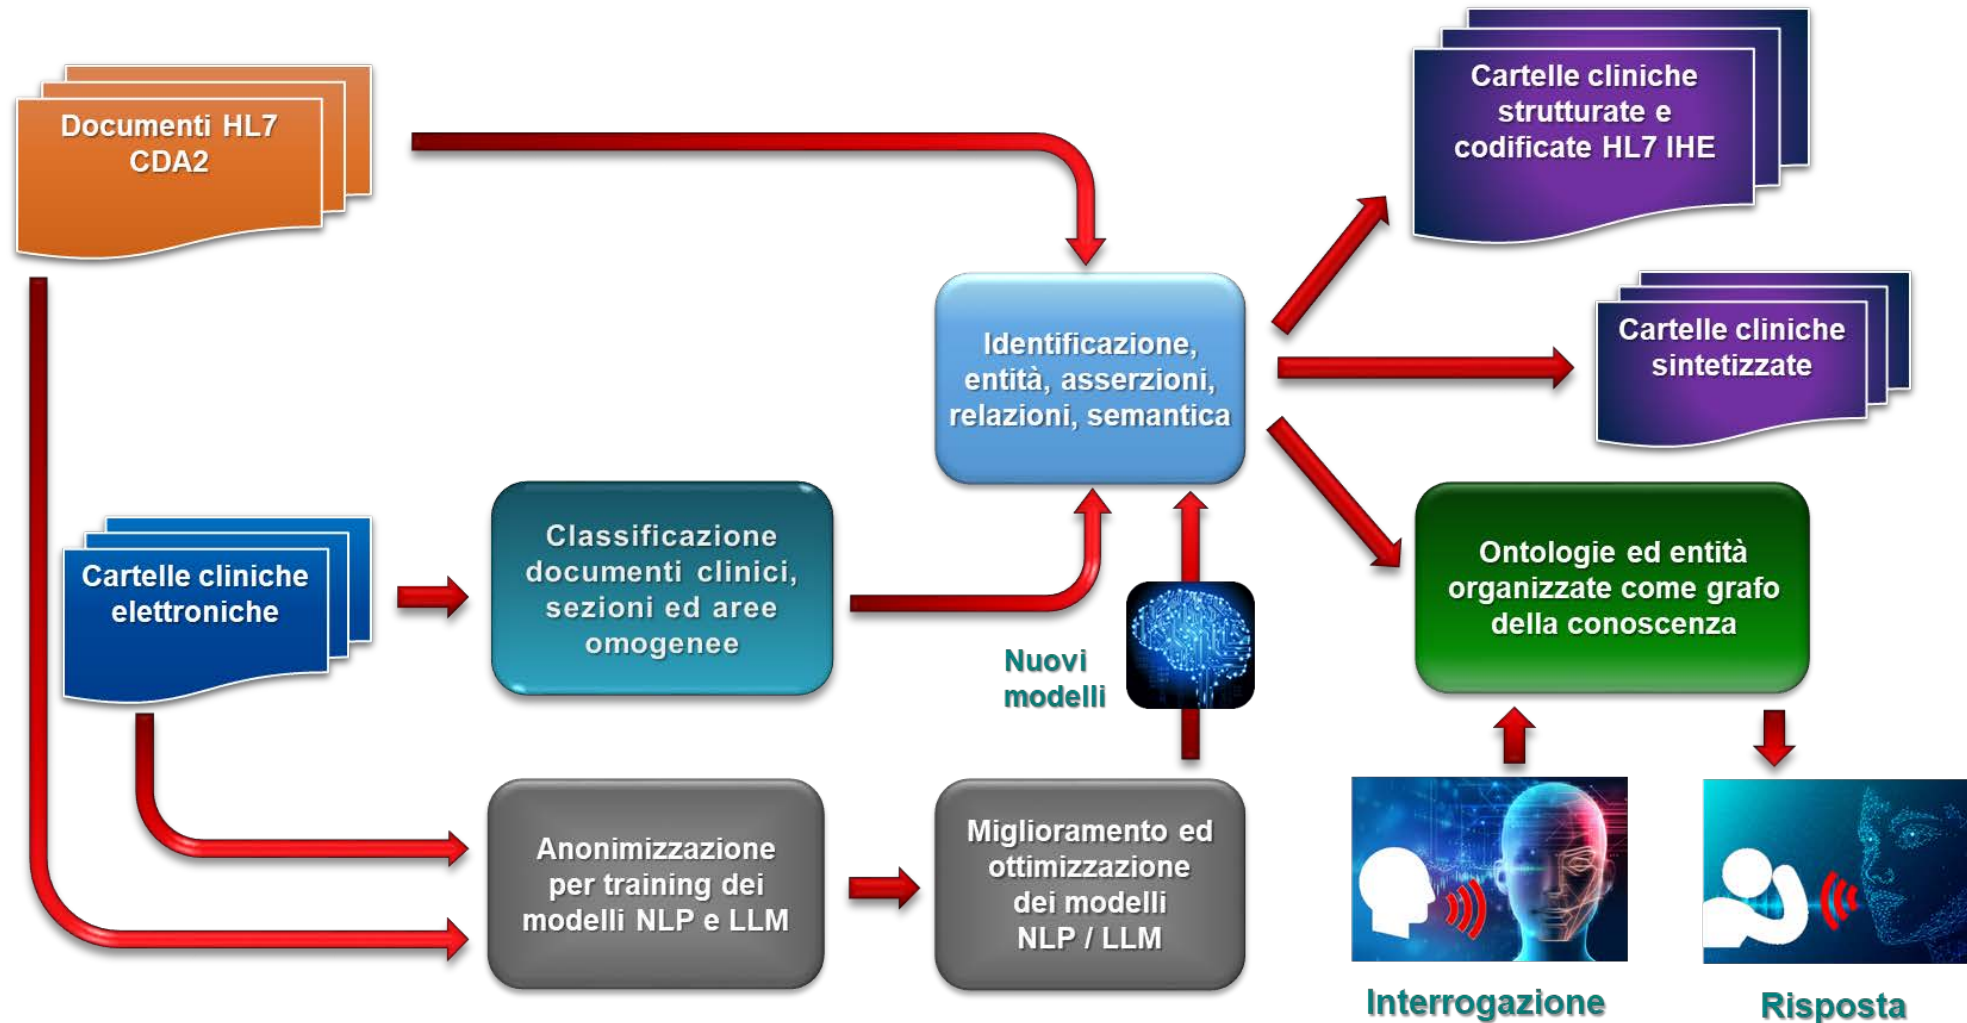 Documenti HL7
CDA2
Cartelle cliniche
strutturate e
codificate HL7 IHE
Identificazione,
entità, asserzioni,
relazioni, semantica
Cartelle cliniche
sintetizzate
Cartelle cliniche
elettroniche
Classificazione
documenti clinici,
sezioni ed aree
omogenee
Nuovi
modelli
Ontologie ed entità
organizzate come grafo
della conoscenza
Anonimizzazione
per training dei
modelli NLP e LLM
Miglioramento ed
ottimizzazione
dei modelli
NLP / LLM
Interrogazione
Risposta